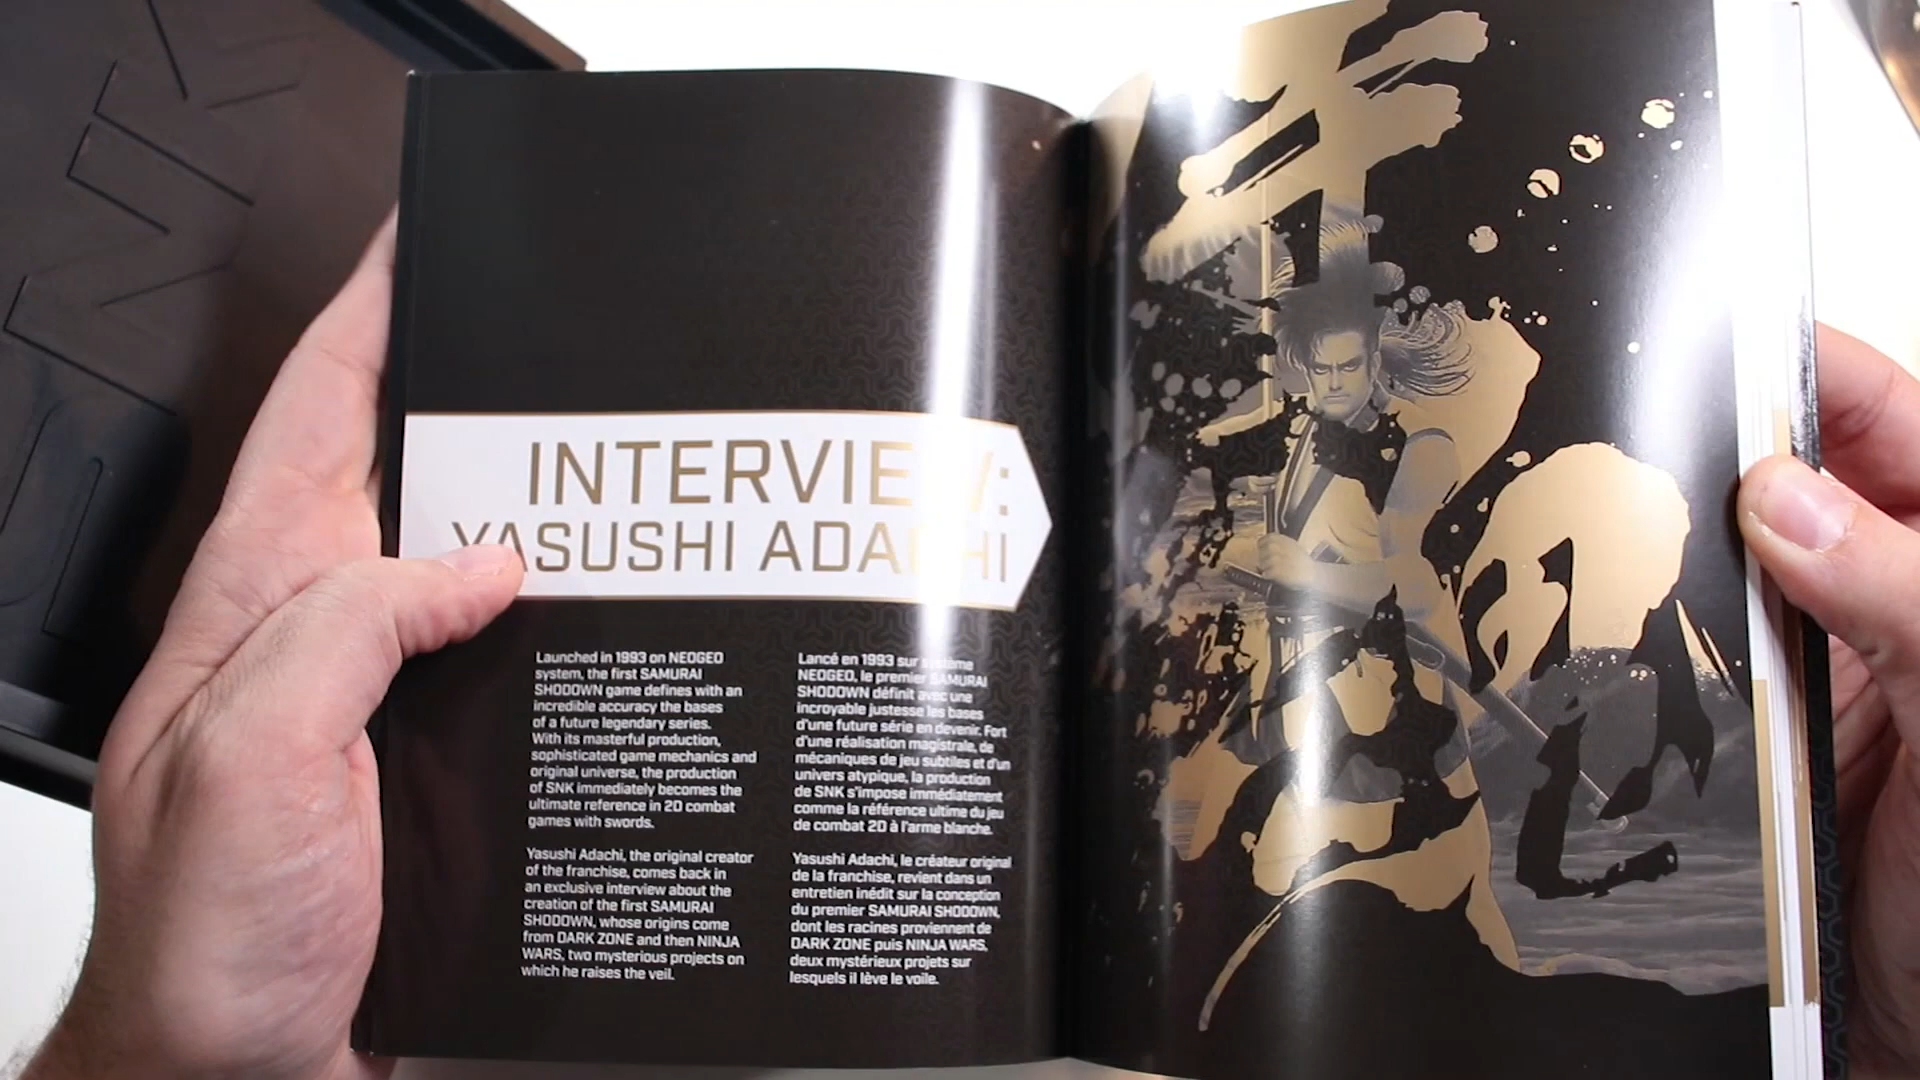 SNK
INTERVIEW:
YASUSHI ADACHI
Launched in 1993 on NEOGEO
system, the first SAMURAI
SHODOWN game defines with an
incredible accuracy the bases
of a future legendary series.
With its masterful production,
sophisticated game mechanics and
original universe, the production
of SNK immediately becomes the
ultimate reference in 2D combat
games with swords.
Yasushi Adachi, the original creator
of the franchise, comes back in
an exclusive interview about the
creation of the first SAMURAI
SHODOWN, whose origins come
from DARK ZONE and then NINJA
WARS, two mysterious projects on
which he raises the veil.
Lancé en 1993 sur système
NEOGEO, le premier SAMURAI
SHODOWN définit avec une
incroyable justesse les bases
d'une future série en devenir. Fort
d'une réalisation magistrale, de
mécaniques de jeu subtiles et d'un
univers atypique, la production
de SNK s'impose immédiatement
comme la référence ultime du jeu
de combat 2D à l'arme blanche.
Yasushi Adachi, le créateur original
de la franchise, revient dans un
entretien inédit sur la conception
du premier SAMURAI SHODOWN,
dont les racines proviennent de
DARK ZONE puis NINJA WARS,
deux mystérieux projets sur
lesquels il lève le voile.